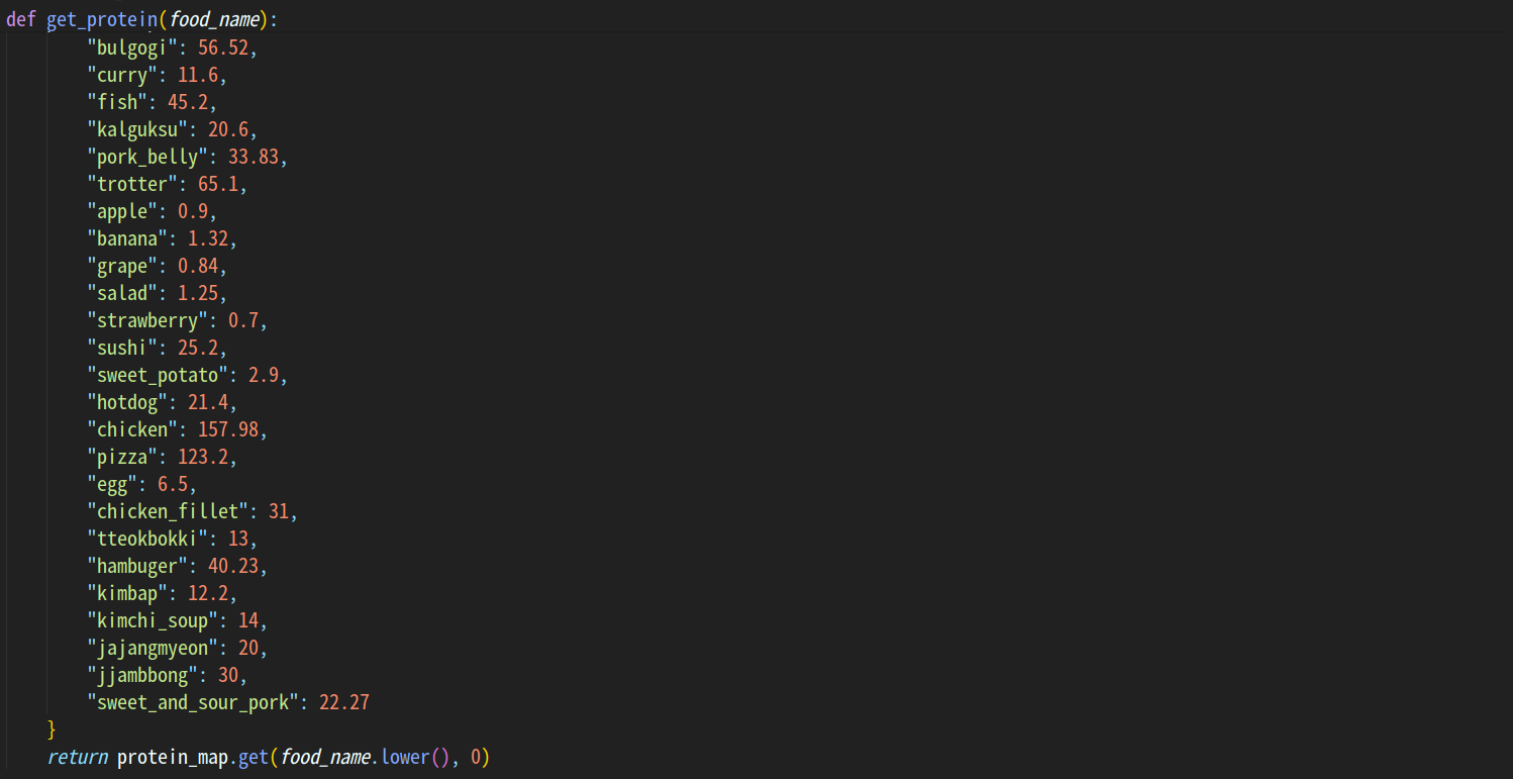 def get_protein(food_name):
"bulgogi": 56.52,
"curry": 11.6,
"fish": 45.2,
"kalguksu": 20.6,
"pork_belly": 33.83,
"trotter": 65.1,
"apple": 0.9,
"banana": 1.32,
"grape": 0.84,
"salad": 1.25,
"strawberry": 0.7,
"sushi": 25.2,
"sweet_potato": 2.9,
"hotdog": 21.4,
"chicken": 157.98,
"pizza": 123.2,
"egg": 6.5,
"chicken_fillet": 31,
"tteokbokki": 13,
"hambuger": 40.23,
"kimbap": 12.2,
"kimchi_soup": 14,
"jajangmyeon": 20,
"jjambbong": 30,
"sweet_and_sour_pork": 22.27
}
return protein_map.get(food_name.lower(), 0)